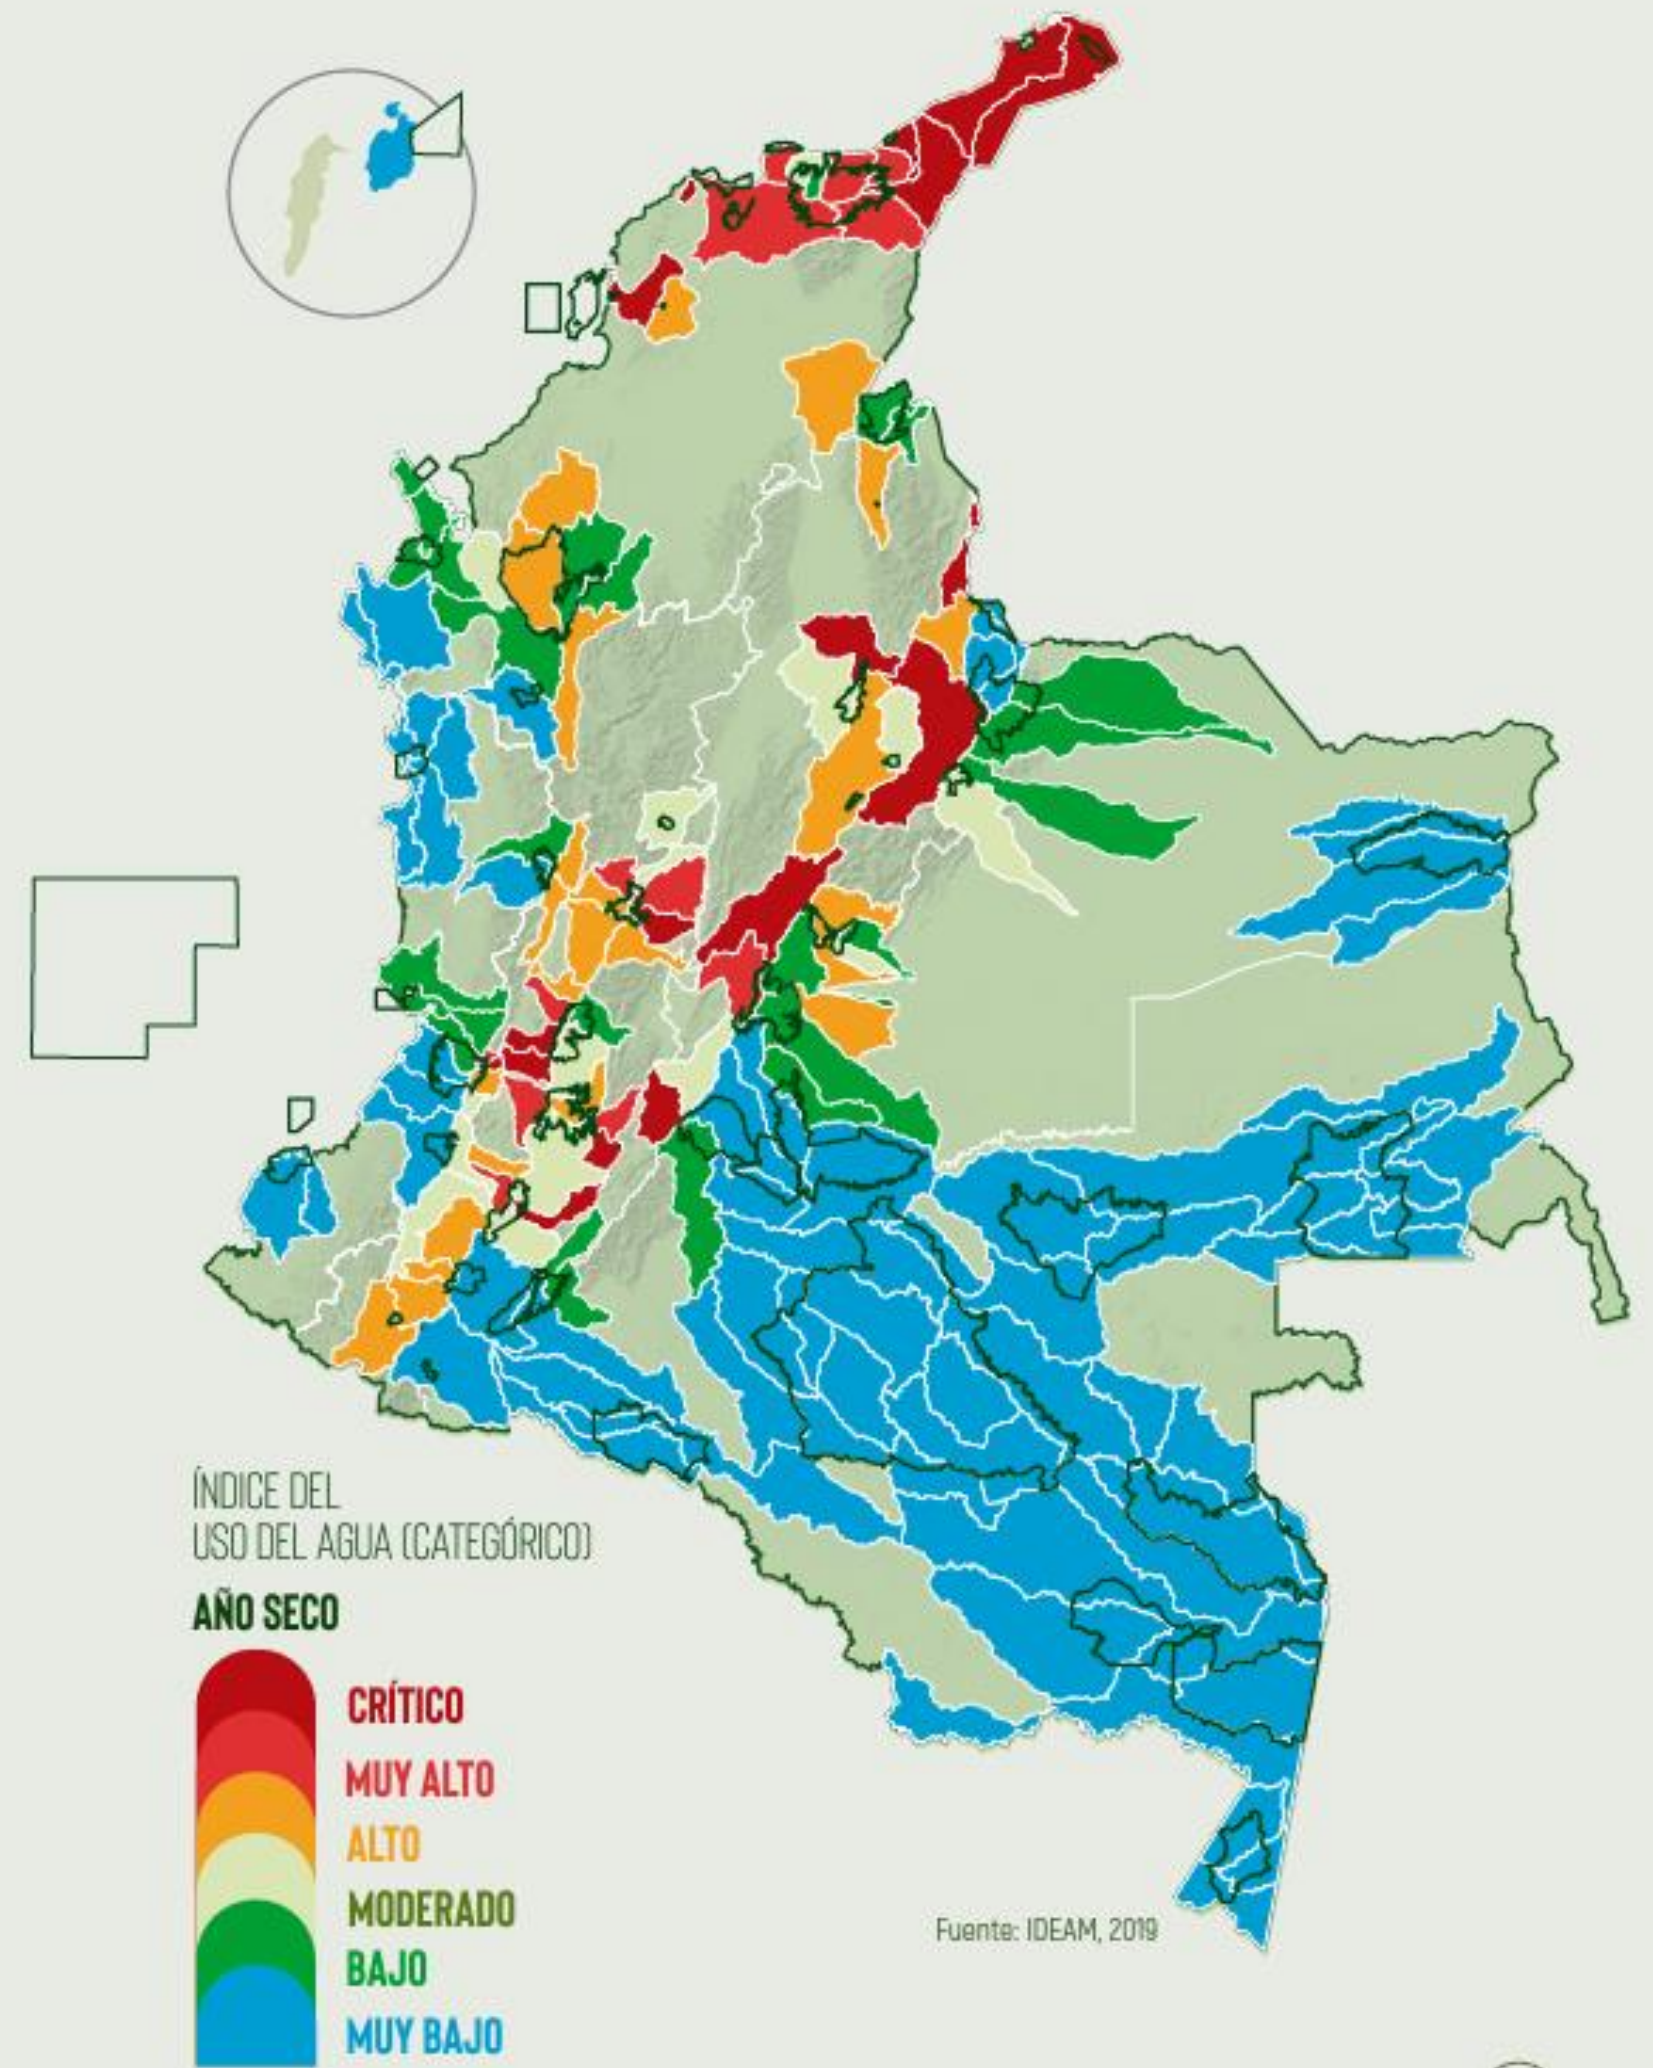 ÍNDICE DEL
USO DEL AGUA (CATEGÓRICO)
AÑO SECO
CRÍTICO
MUY ALTO
ALTO
MODERADO
BAJO
MUY BAJO
Fuente: IDEAM, 2019